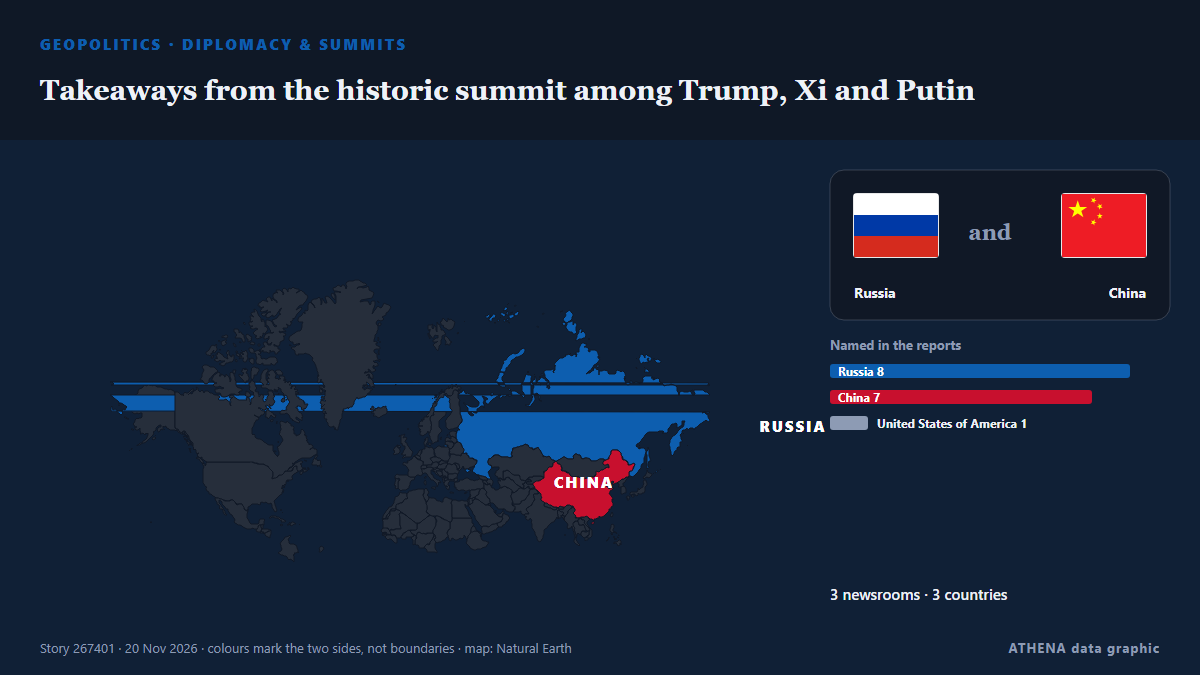 GEOPOLITICS · DIPLOMACY & SUMMITS
Takeaways from the historic summit among Trump, Xi and Putin
and
Russia
China
Named in the reports
Russia 8
China 7
United States of America 1
RUSSIA
CHINA
3 newsrooms · 3 countries
Story 267401 · 20 Nov 2026 · colours mark the two sides, not boundaries · map: Natural Earth
ATHENA data graphic